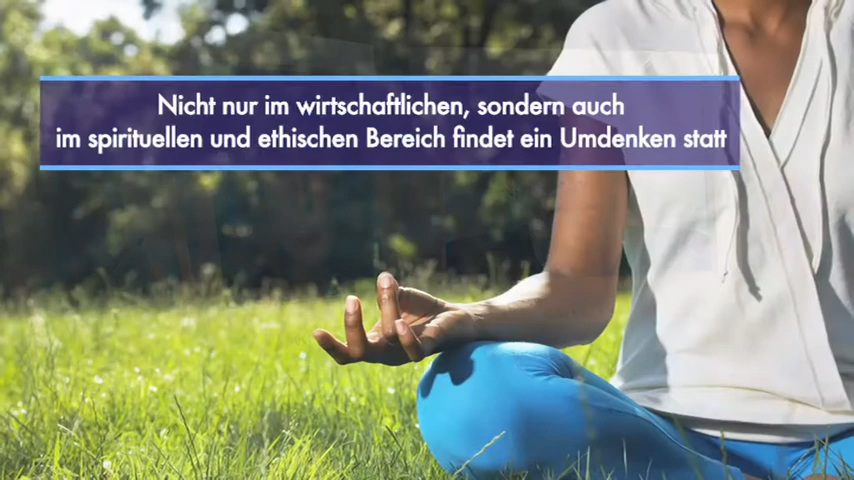 Nicht nur im wirtschaftlichen, sondern auch
im spirituellen und ethischen Bereich findet ein Umdenken statt